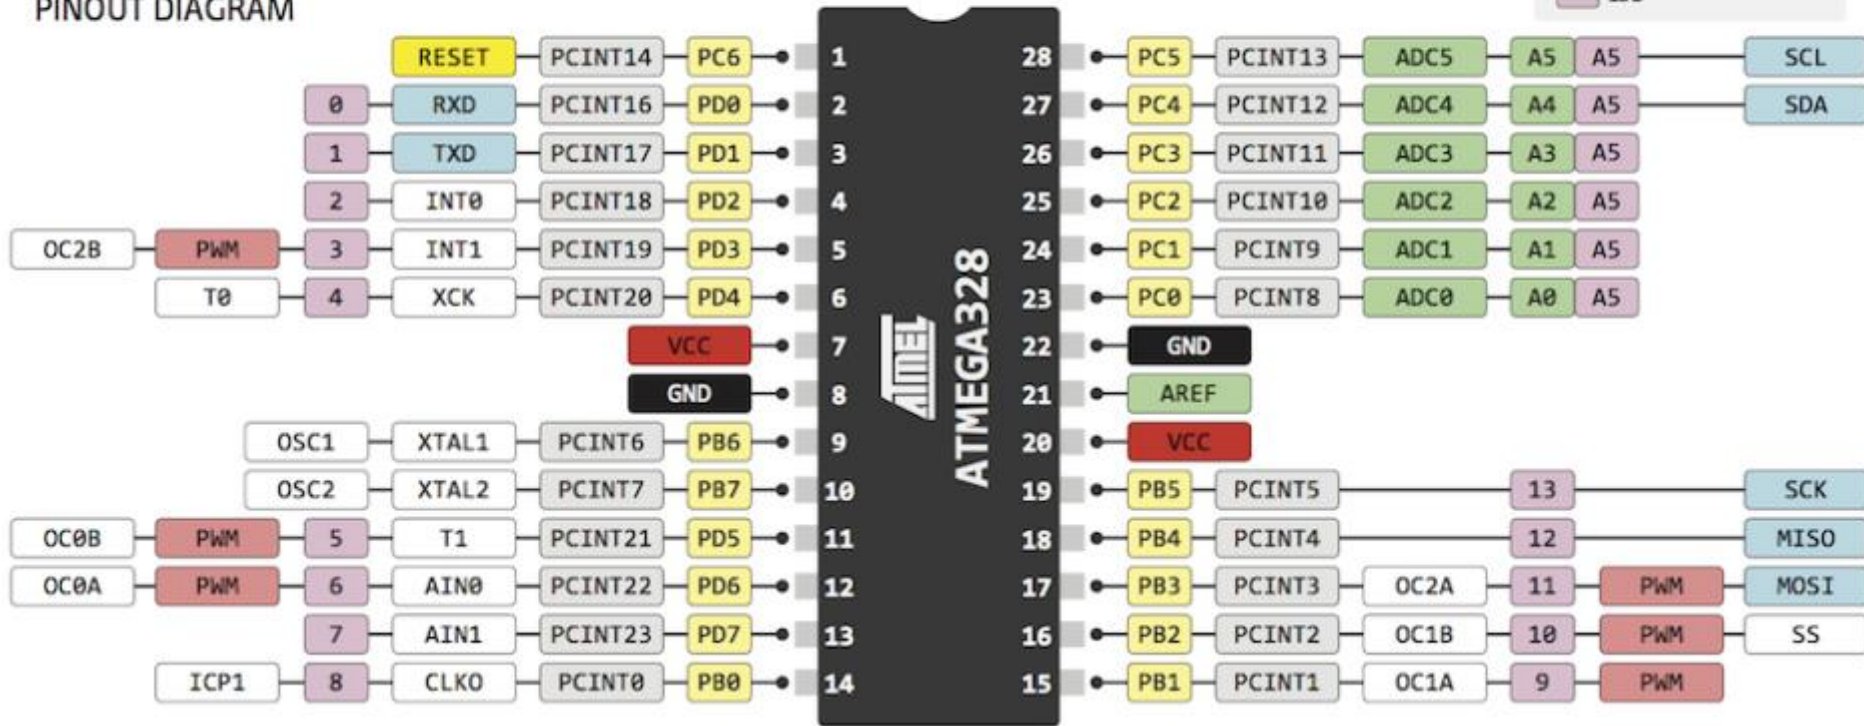 PINOUT DIAGRAM
RESET PCINT14 PC6 1 28 PC5 PCINT13 ADC5 A5 A5 SCL
0 RXD PCINT16 PD0 2 27 PC4 PCINT12 ADC4 A4 A5 SDA
1 TXD PCINT17 PD1 3 26 PC3 PCINT11 ADC3 A3 A5
2 INT0 PCINT18 PD2 4 25 PC2 PCINT10 ADC2 A2 A5
OC2B PWM 3 INT1 PCINT19 PD3 5 24 PC1 PCINT9 ADC1 A1 A5
T0 4 XCK PCINT20 PD4 6 23 PC0 PCINT8 ADC0 A0 A5
VCC 7 22 GND
GND 8 21 AREF
ATMEL ATMEGA328
OSC1 XTAL1 PCINT6 PB6 9 20 VCC
OSC2 XTAL2 PCINT7 PB7 10 19 PB5 PCINT5 13 SCK
OC0B PWM 5 T1 PCINT21 PD5 11 18 PB4 PCINT4 12 MISO
OC0A PWM 6 AIN0 PCINT22 PD6 12 17 PB3 PCINT3 OC2A 11 PWM MOSI
7 AIN1 PCINT23 PD7 13 16 PB2 PCINT2 OC1B 10 PWM SS
ICP1 8 CLKO PCINT0 PB0 14 15 PB1 PCINT1 OC1A 9 PWM